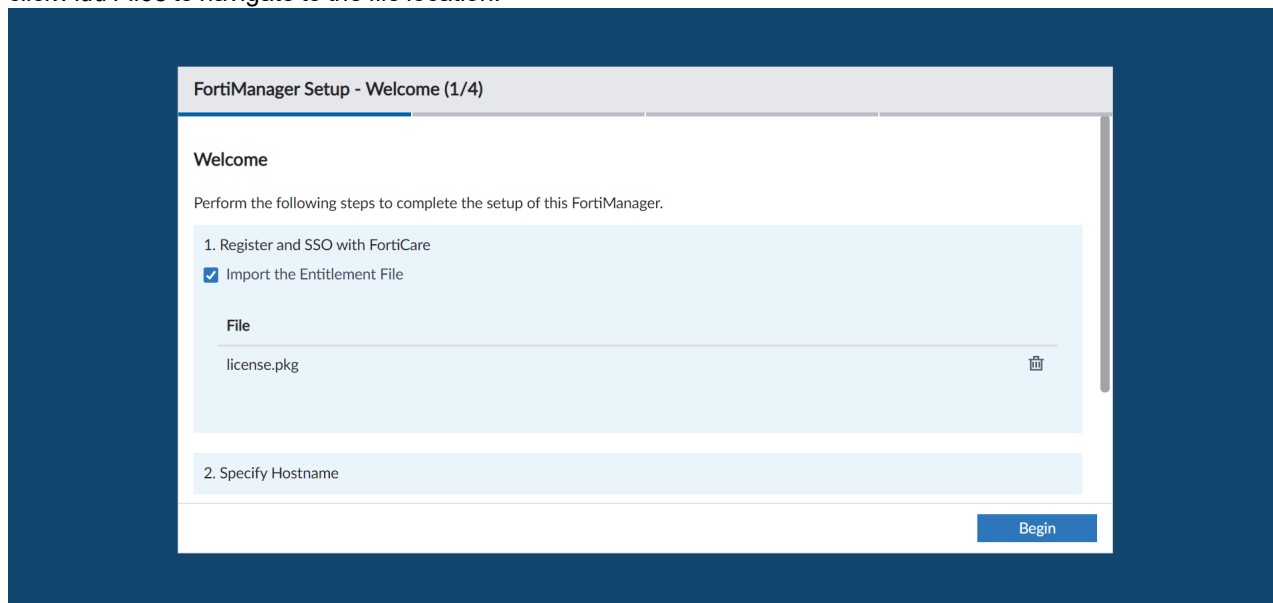 FortiManager Setup - Welcome (1/4)
Welcome
Perform the following steps to complete the setup of this FortiManager.
1. Register and SSO with FortiCare
Import the Entitlement File
File
license.pkg
2. Specify Hostname
Begin